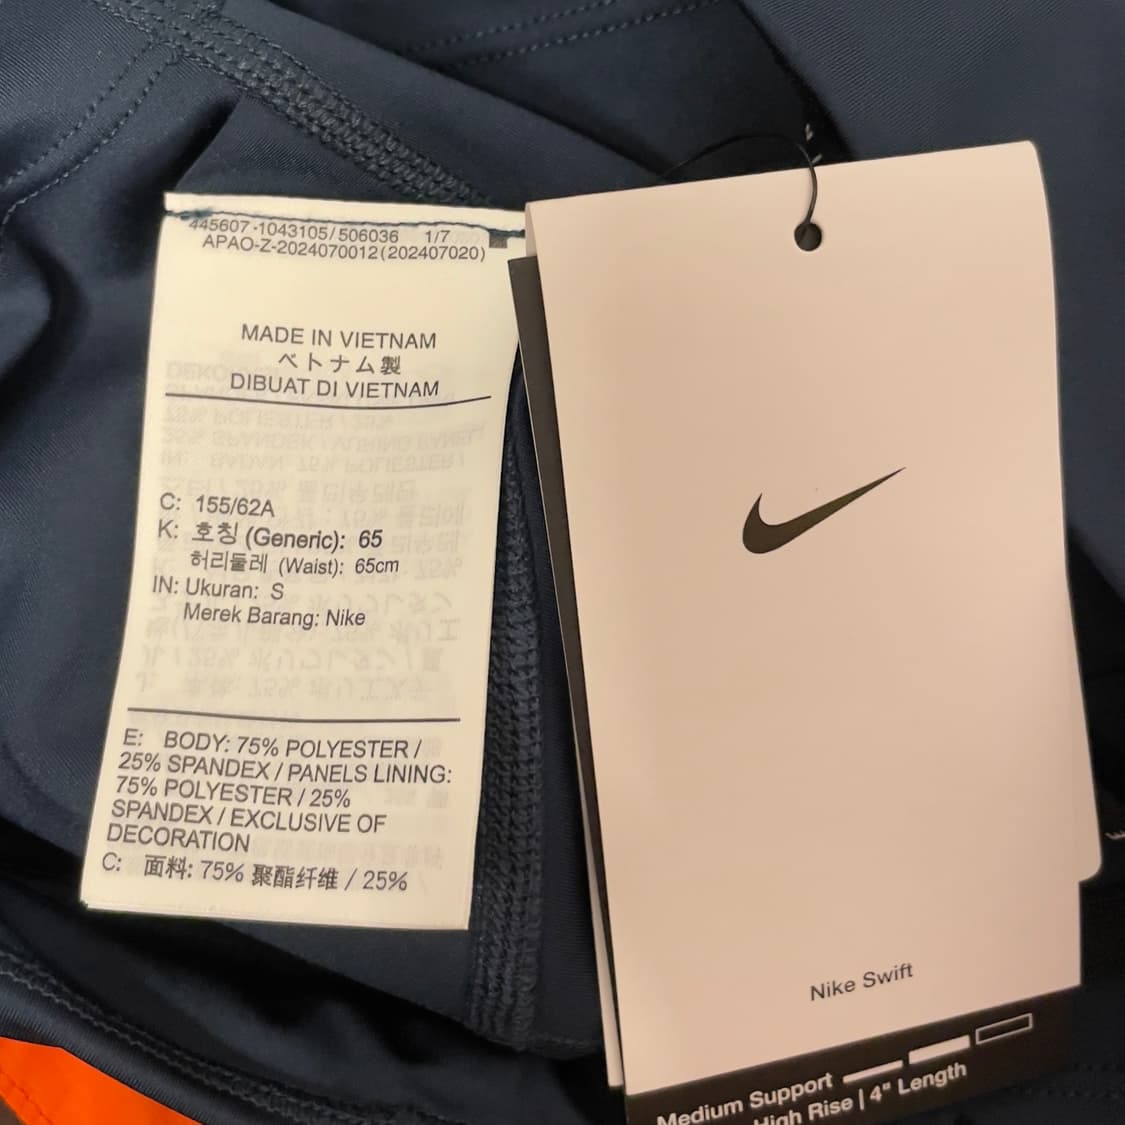 445607-1043105/506036 1/7
APAO-Z-2024070012(202407020)
MADE IN VIETNAM
ベトナム製
DIBUAT DI VIETNAM
C: 155/62A
K: 호칭 (Generic): 65
허리둘레 (Waist): 65cm
IN: Ukuran: S
Merek Barang: Nike
E: BODY: 75% POLYESTER /
25% SPANDEX / PANELS LINING:
75% POLYESTER / 25%
SPANDEX / EXCLUSIVE OF
DECORATION
C: 面料: 75% 聚酯纤维 / 25%
Nike Swift
Medium Support
High Rise | 4" Length